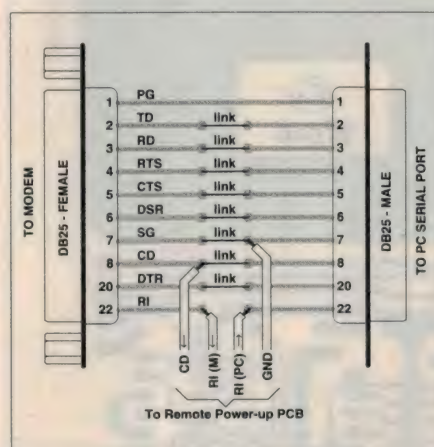 TO MODEM
DB25 - FEMALE
DB25 - MALE
TO PC SERIAL PORT
1 PG 1
2 TD link 2
3 RD link 3
4 RTS link 4
5 CTS link 5
6 DSR link 6
7 SG link 7
8 CD link 8
20 DTR link 20
22 RI 22
CD
RI (M)
RI (PC)
GND
To Remote Power-up PCB